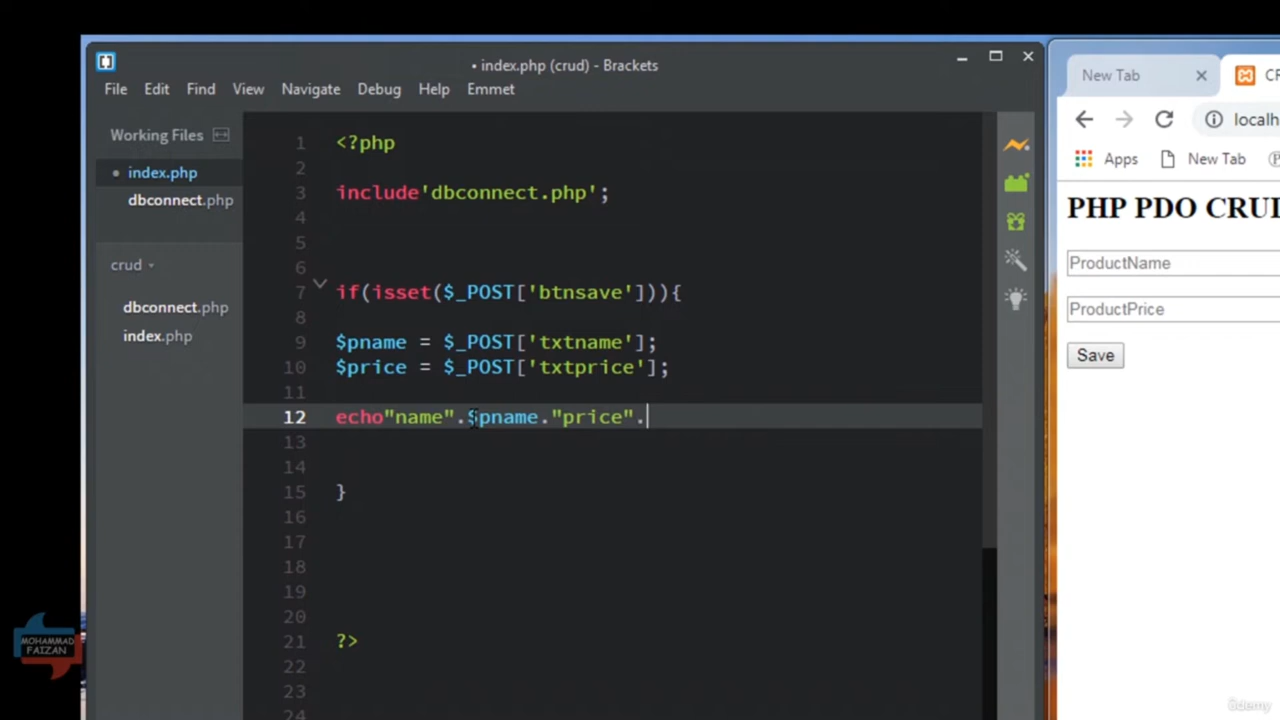 • index.php (crud) - Brackets
File Edit Find View Navigate Debug Help Emmet
Working Files
• index.php
dbconnect.php
crud
dbconnect.php
index.php
1 <?php
2
3 include'dbconnect.php';
4
5
6
7 if(isset($_POST['btnsave'])){
8
9 $pname = $_POST['txtname'];
10 $price = $_POST['txtprice'];
11
12 echo"name".$pname."price".
13
14
15 }
16
17
18
19
20
21 ?>
22
23
24
New Tab
localh
Apps New Tab
PHP PDO CRU
ProductName
ProductPrice
Save
MOHAMMAD
FAIZAN
ûdemy